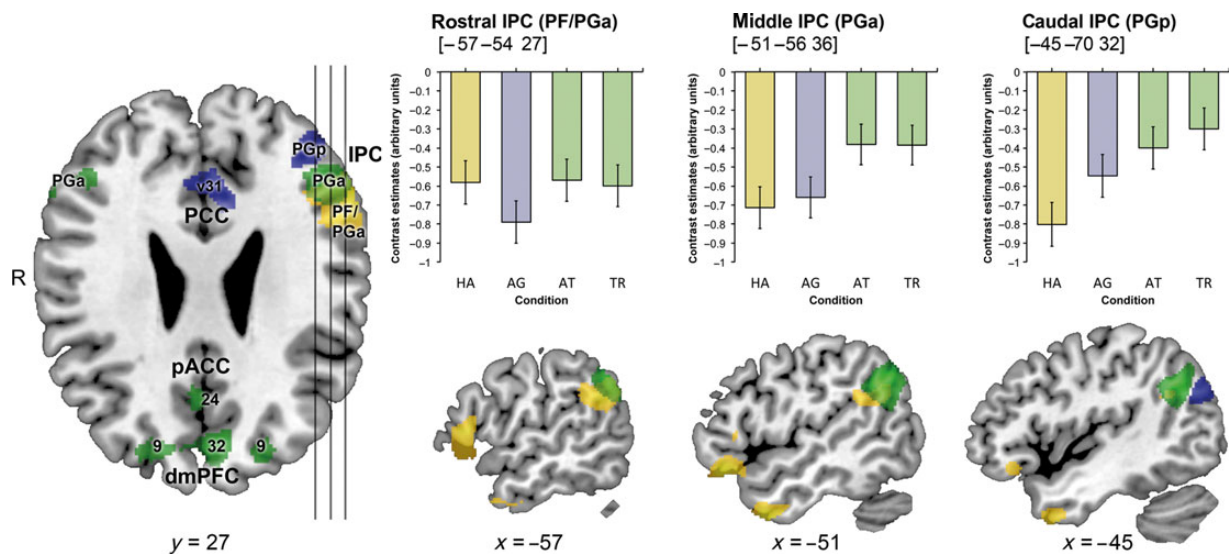 R
PGa
PGp
IPC
PGa
v31
PCC
PF/
PGa
pACC
24
9
32
9
dmPFC
y = 27
Rostral IPC (PF/PGa)
[−57 −54 27]
Contrast estimates (arbitrary units)
0
−0.1
−0.2
−0.3
−0.4
−0.5
−0.6
−0.7
−0.8
−0.9
−1
HA AG AT TR
Condition
x = −57
Middle IPC (PGa)
[−51 −56 36]
Contrast estimates (arbitrary units)
0
−0.1
−0.2
−0.3
−0.4
−0.5
−0.6
−0.7
−0.8
−0.9
−1
HA AG AT TR
Condition
x = −51
Caudal IPC (PGp)
[−45 −70 32]
Contrast estimates (arbitrary units)
0
−0.1
−0.2
−0.3
−0.4
−0.5
−0.6
−0.7
−0.8
−0.9
−1
HA AG AT TR
Condition
x = −45